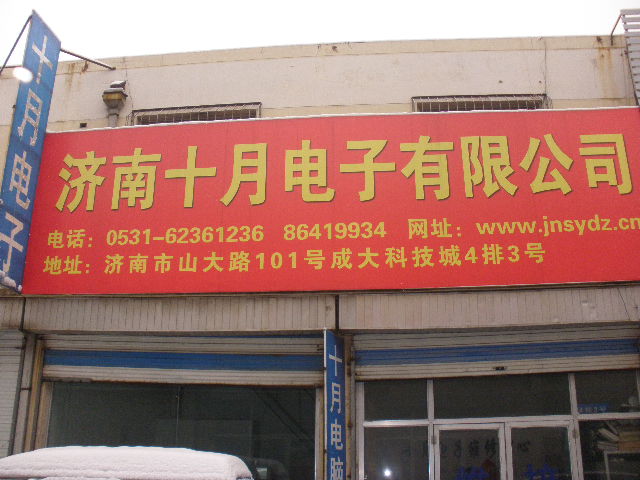 十月电子
济南十月电子有限公司
电话：0531-62361236 86419934 网址：www.jnsydz.cn
地址：济南市山大路101号成大科技城4排3号
十月电脑